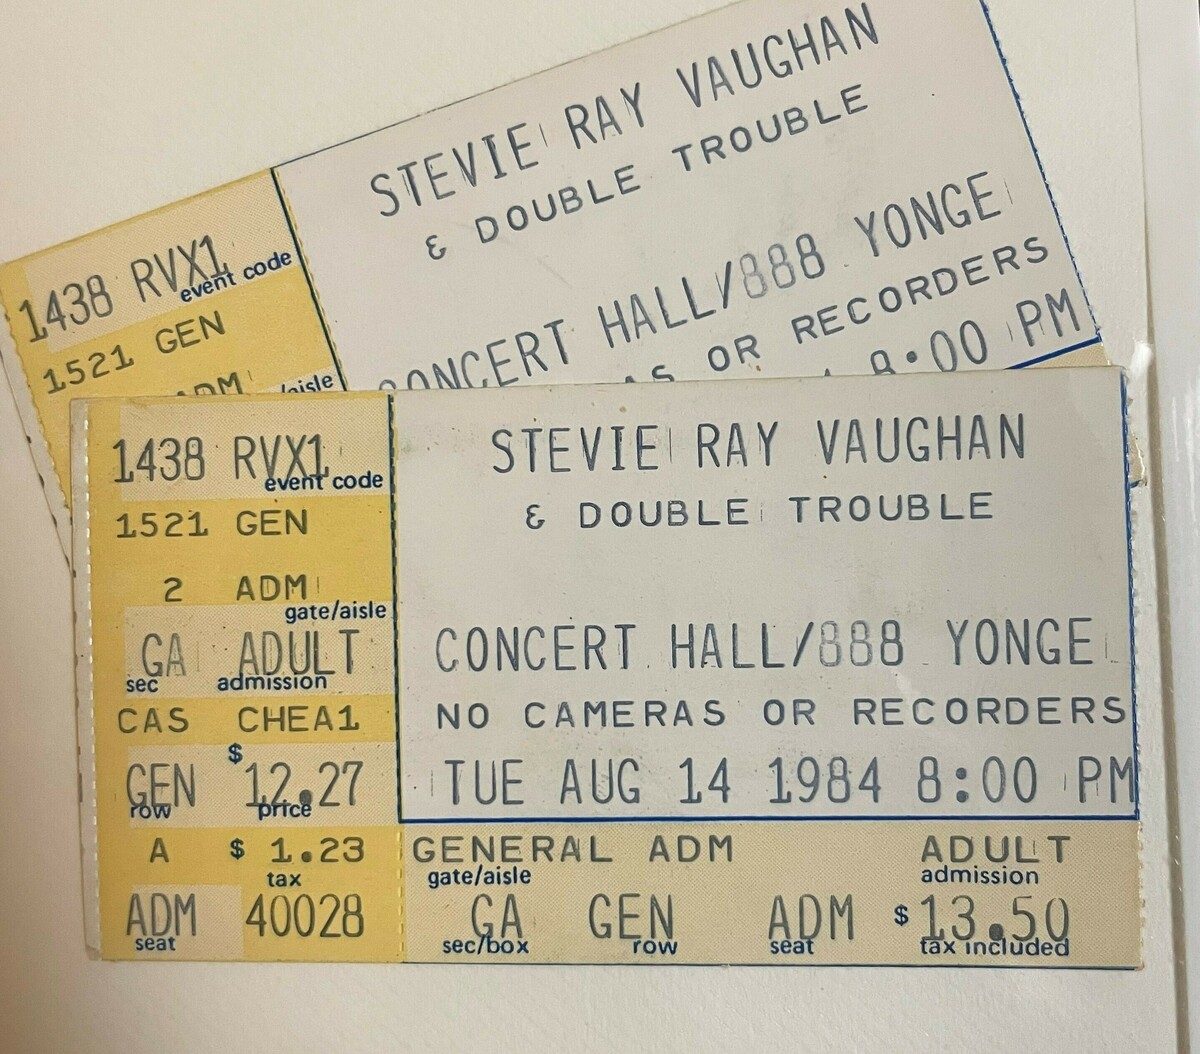 STEVIE RAY VAUGHAN
& DOUBLE TROUBLE
CONCERT HALL/888 YONGE
OR RECORDERS
8:00 PM
1438 RVX1
event code
1521 GEN
ADM
/aisle
1438 RVX1
event code
1521 GEN
2 ADM
gate/aisle
GA ADULT
sec admission
CAS CHEA1
$
GEN 12.27
row price
A $ 1.23
tax
ADM 40028
seat
STEVIE RAY VAUGHAN
& DOUBLE TROUBLE
CONCERT HALL/888 YONGE
NO CAMERAS OR RECORDERS
TUE AUG 14 1984 8:00 PM
GENERAL ADM ADULT
gate/aisle admission
GA GEN ADM $ 13.50
sec/box row seat tax included